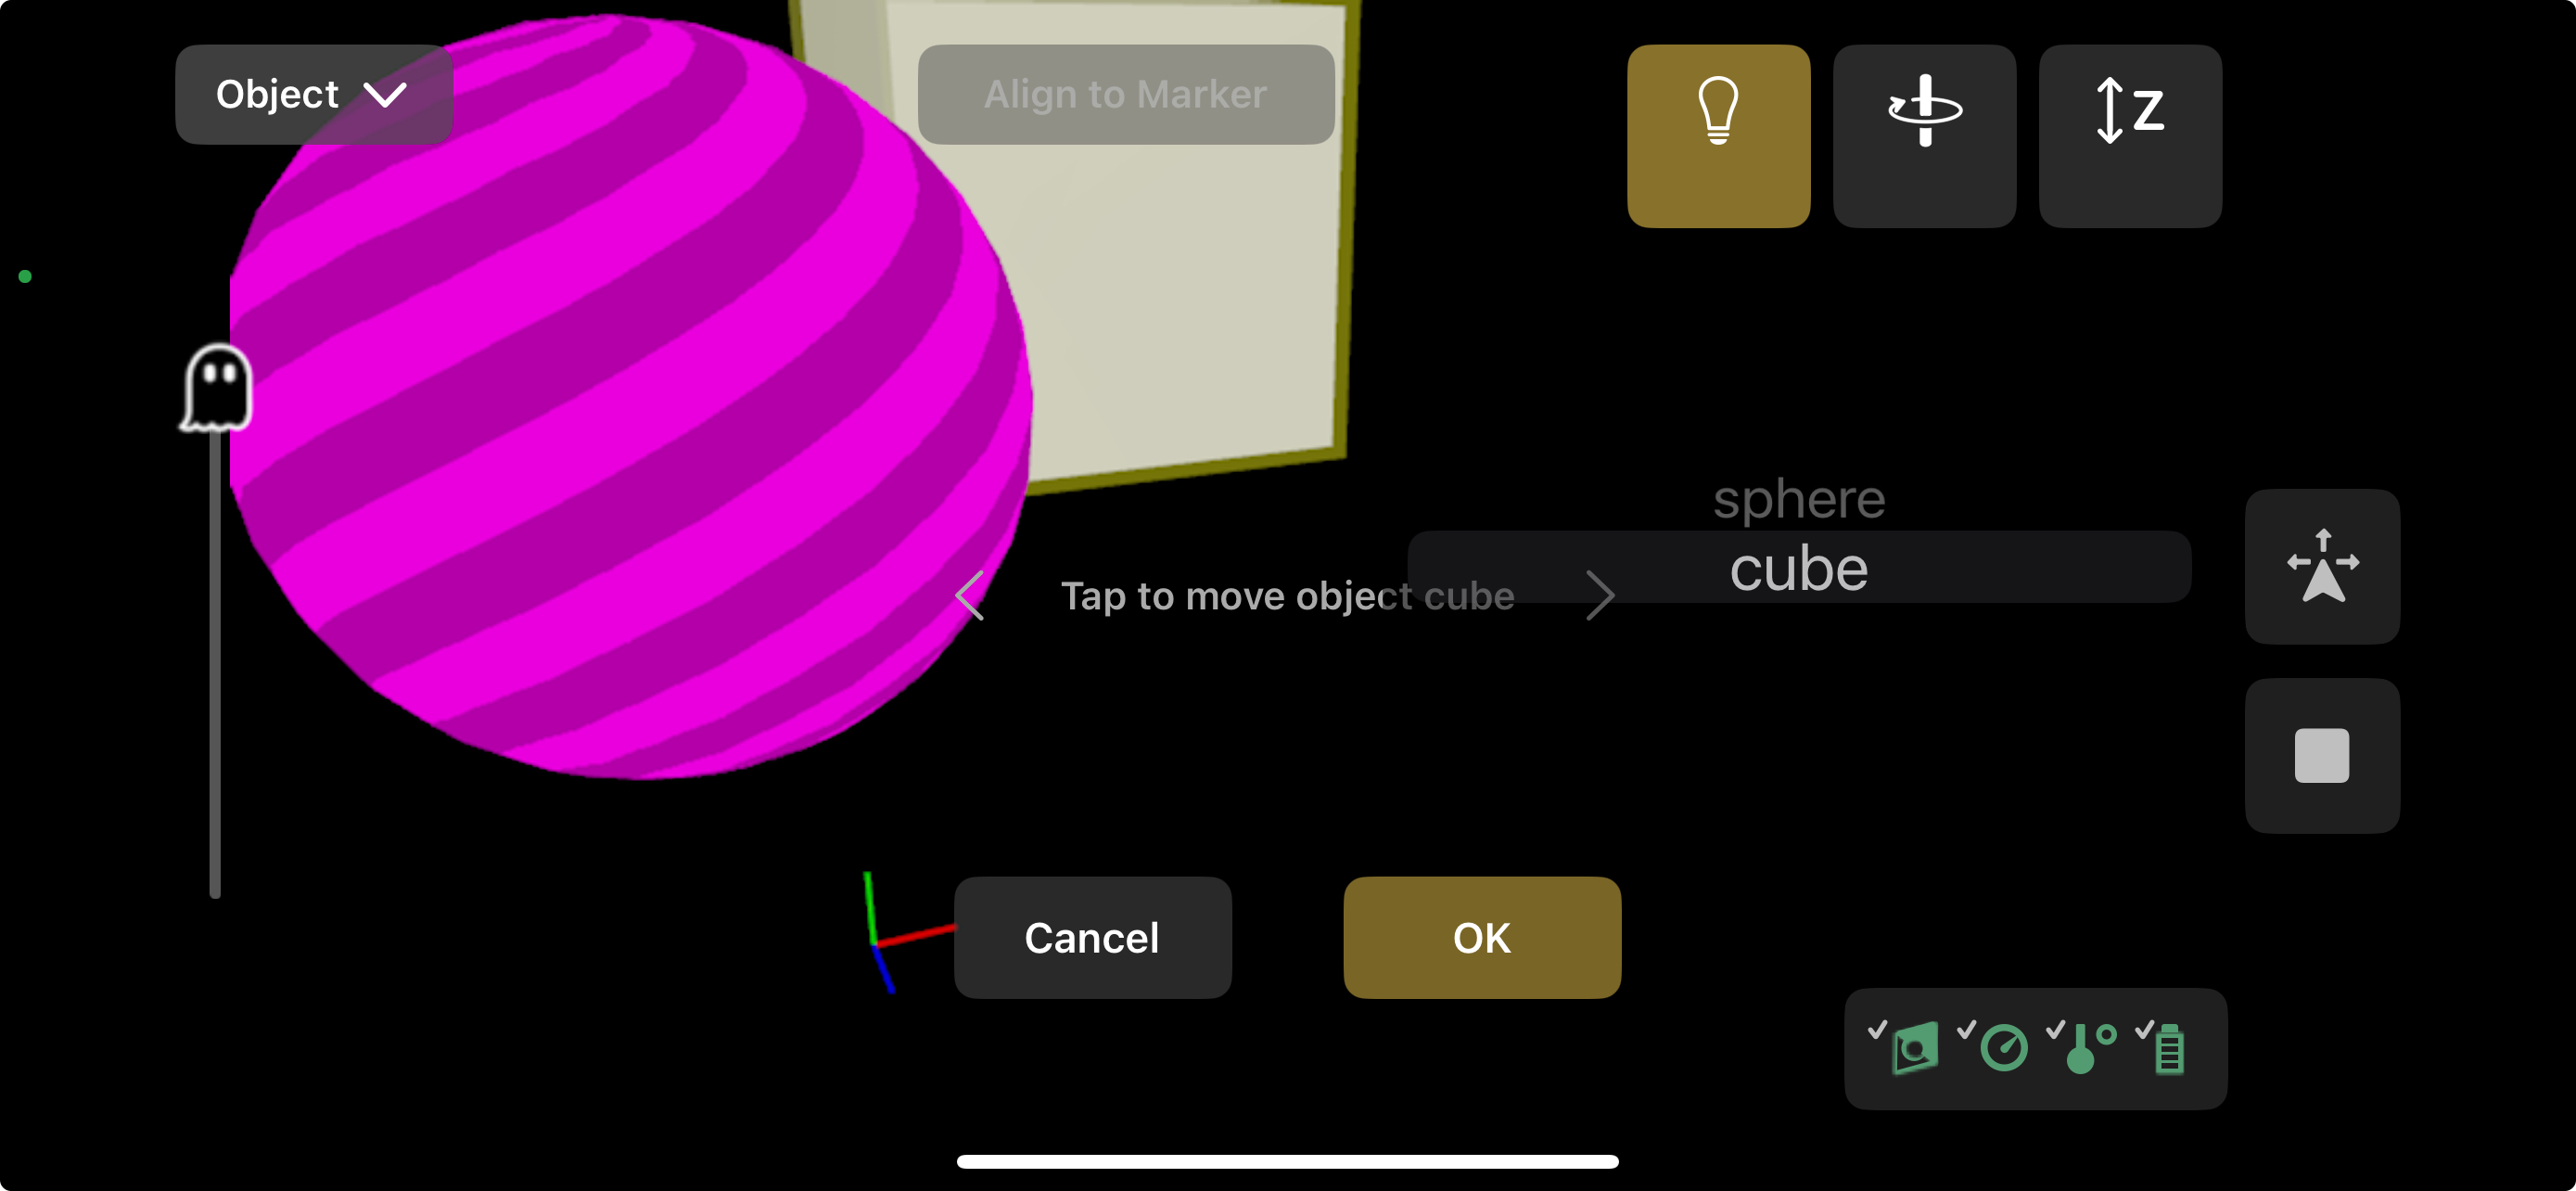 Object
Align to Marker
Z
sphere
cube
Tap to move object cube
Cancel
OK